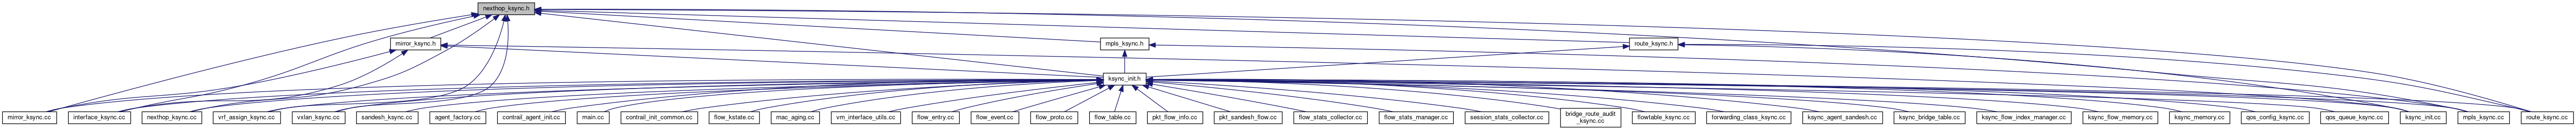 nexthop_ksync.h
mirror_ksync.h
mpls_ksync.h
route_ksync.h
ksync_init.h
mirror_ksync.cc
interface_ksync.cc
nexthop_ksync.cc
vrf_assign_ksync.cc
vxlan_ksync.cc
sandesh_ksync.cc
agent_factory.cc
contrail_agent_init.cc
main.cc
contrail_init_common.cc
flow_kstate.cc
mac_aging.cc
vm_interface_utils.cc
flow_entry.cc
flow_event.cc
flow_proto.cc
flow_table.cc
pkt_flow_info.cc
pkt_sandesh_flow.cc
flow_stats_collector.cc
flow_stats_manager.cc
session_stats_collector.cc
bridge_route_audit
_ksync.cc
flowtable_ksync.cc
forwarding_class_ksync.cc
ksync_agent_sandesh.cc
ksync_bridge_table.cc
ksync_flow_index_manager.cc
ksync_flow_memory.cc
ksync_memory.cc
qos_config_ksync.cc
qos_queue_ksync.cc
ksync_init.cc
mpls_ksync.cc
route_ksync.cc